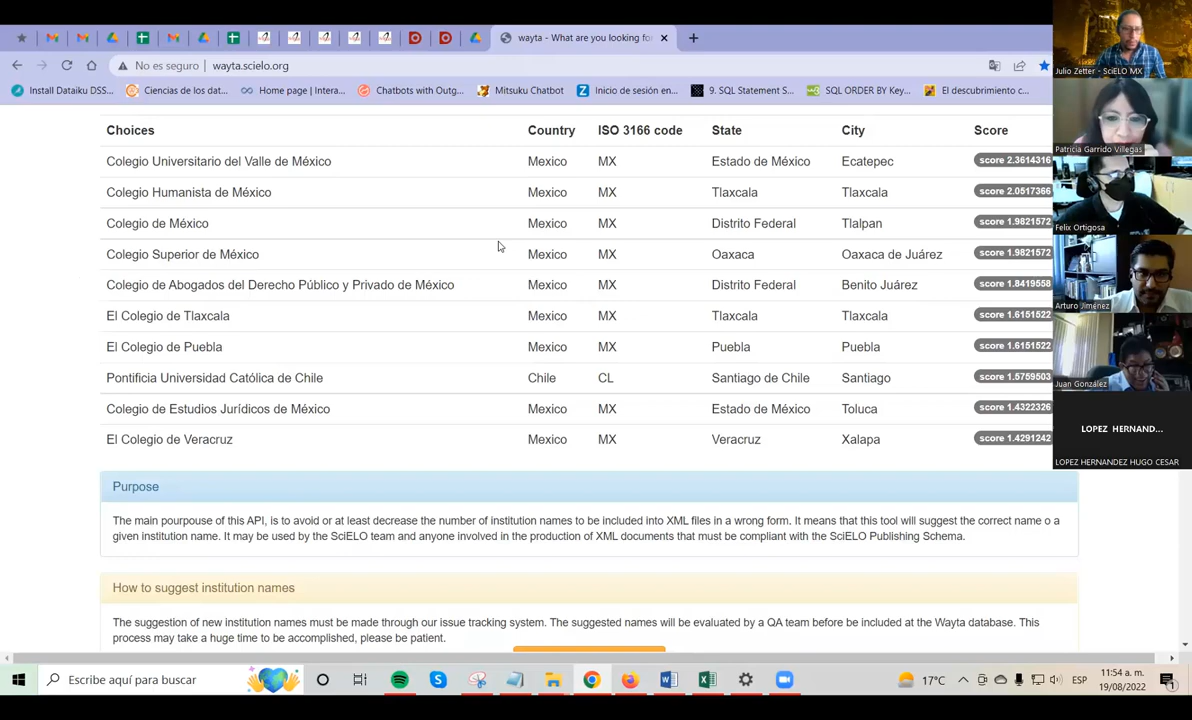 wayta - What are you looking for
No es seguro | wayta.scielo.org
Install Dataiku DSS... Ciencias de los dat... Home page | Intera... Chatbots with Outg... Mitsuku Chatbot Inicio de sesión en... 9. SQL Statement S... SQL ORDER BY Key... El descubrimiento c...
Choices Country ISO 3166 code State City Score
Colegio Universitario del Valle de México Mexico MX Estado de México Ecatepec score 2.3614316
Colegio Humanista de México Mexico MX Tlaxcala Tlaxcala score 2.0517366
Colegio de México Mexico MX Distrito Federal Tlalpan score 1.9821572
Colegio Superior de México Mexico MX Oaxaca Oaxaca de Juárez score 1.9821572
Colegio de Abogados del Derecho Público y Privado de México Mexico MX Distrito Federal Benito Juárez score 1.8419558
El Colegio de Tlaxcala Mexico MX Tlaxcala Tlaxcala score 1.6151522
El Colegio de Puebla Mexico MX Puebla Puebla score 1.6151522
Pontificia Universidad Católica de Chile Chile CL Santiago de Chile Santiago score 1.5759503
Colegio de Estudios Jurídicos de México Mexico MX Estado de México Toluca score 1.4322326
El Colegio de Veracruz Mexico MX Veracruz Xalapa score 1.4291242
Purpose
The main pourpouse of this API, is to avoid or at least decrease the number of institution names to be included into XML files in a wrong form. It means that this tool will suggest the correct name o a
given institution name. It may be used by the SciELO team and anyone involved in the production of XML documents that must be compliant with the SciELO Publishing Schema.
How to suggest institution names
The suggestion of new institution names must be made through our issue tracking system. The suggested names will be evaluated by a QA team before be included at the Wayta database. This
process may take a huge time to be accomplished, please be patient.
Julio Zetter - SciELO MX
Patricia Garrido Villegas
Felix Ortigosa
Arturo Jiménez
Juan González
LOPEZ HERNAND...
LOPEZ HERNANDEZ HUGO CESAR
Escribe aquí para buscar
17°C
ESP
11:54 a. m.
19/08/2022
1